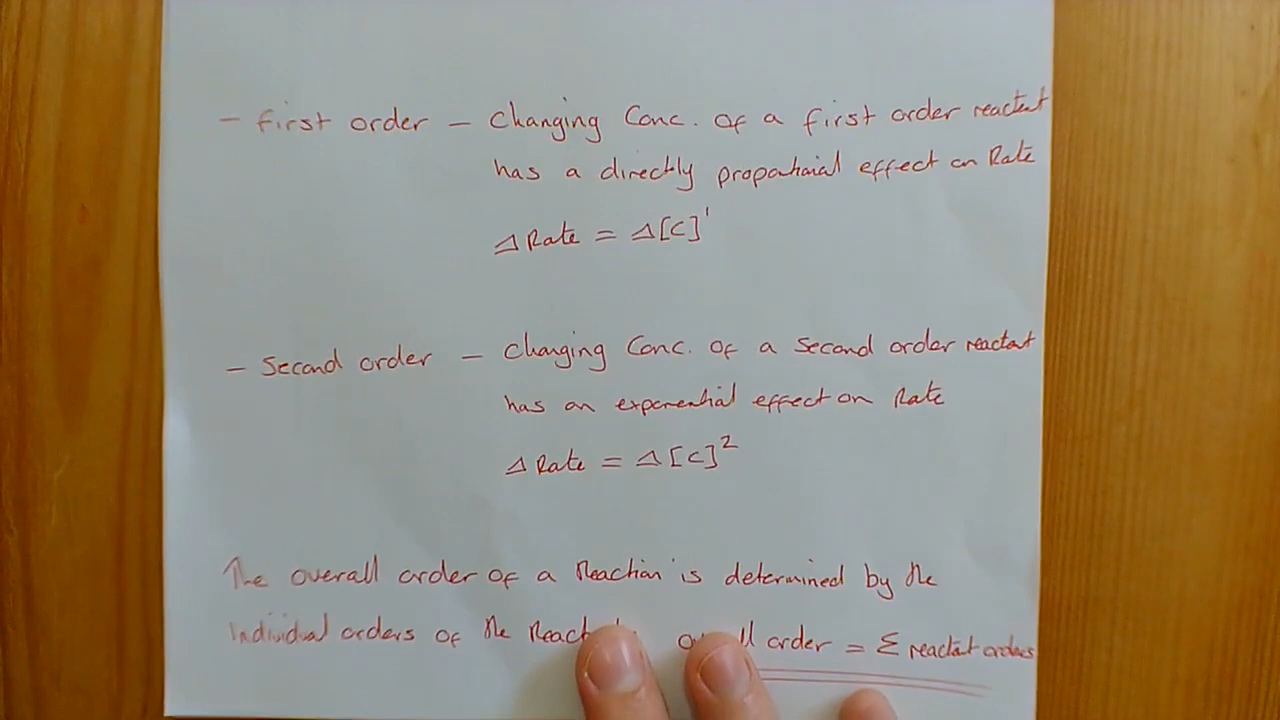 - First order - Changing Conc. of a first order reactant
has a directly proportional effect on Rate
Δ Rate = Δ[C]¹
- Second order - Changing Conc. of a Second order reactant
has an exponential effect on Rate
Δ Rate = Δ[C]²
The overall order of a Reaction is determined by the
Individual orders of the order = Σ reactant orders